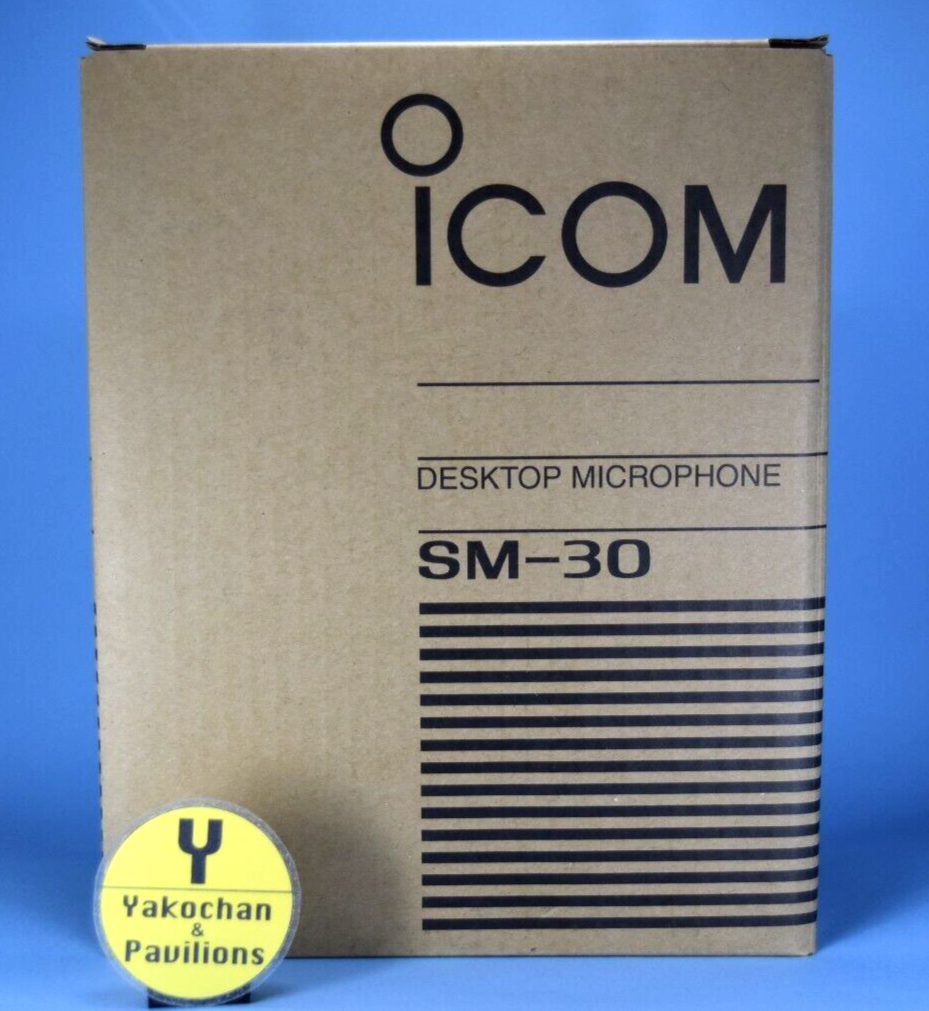 ICOM
DESKTOP MICROPHONE
SM-30
Y
Yakochan
&
Pavilions